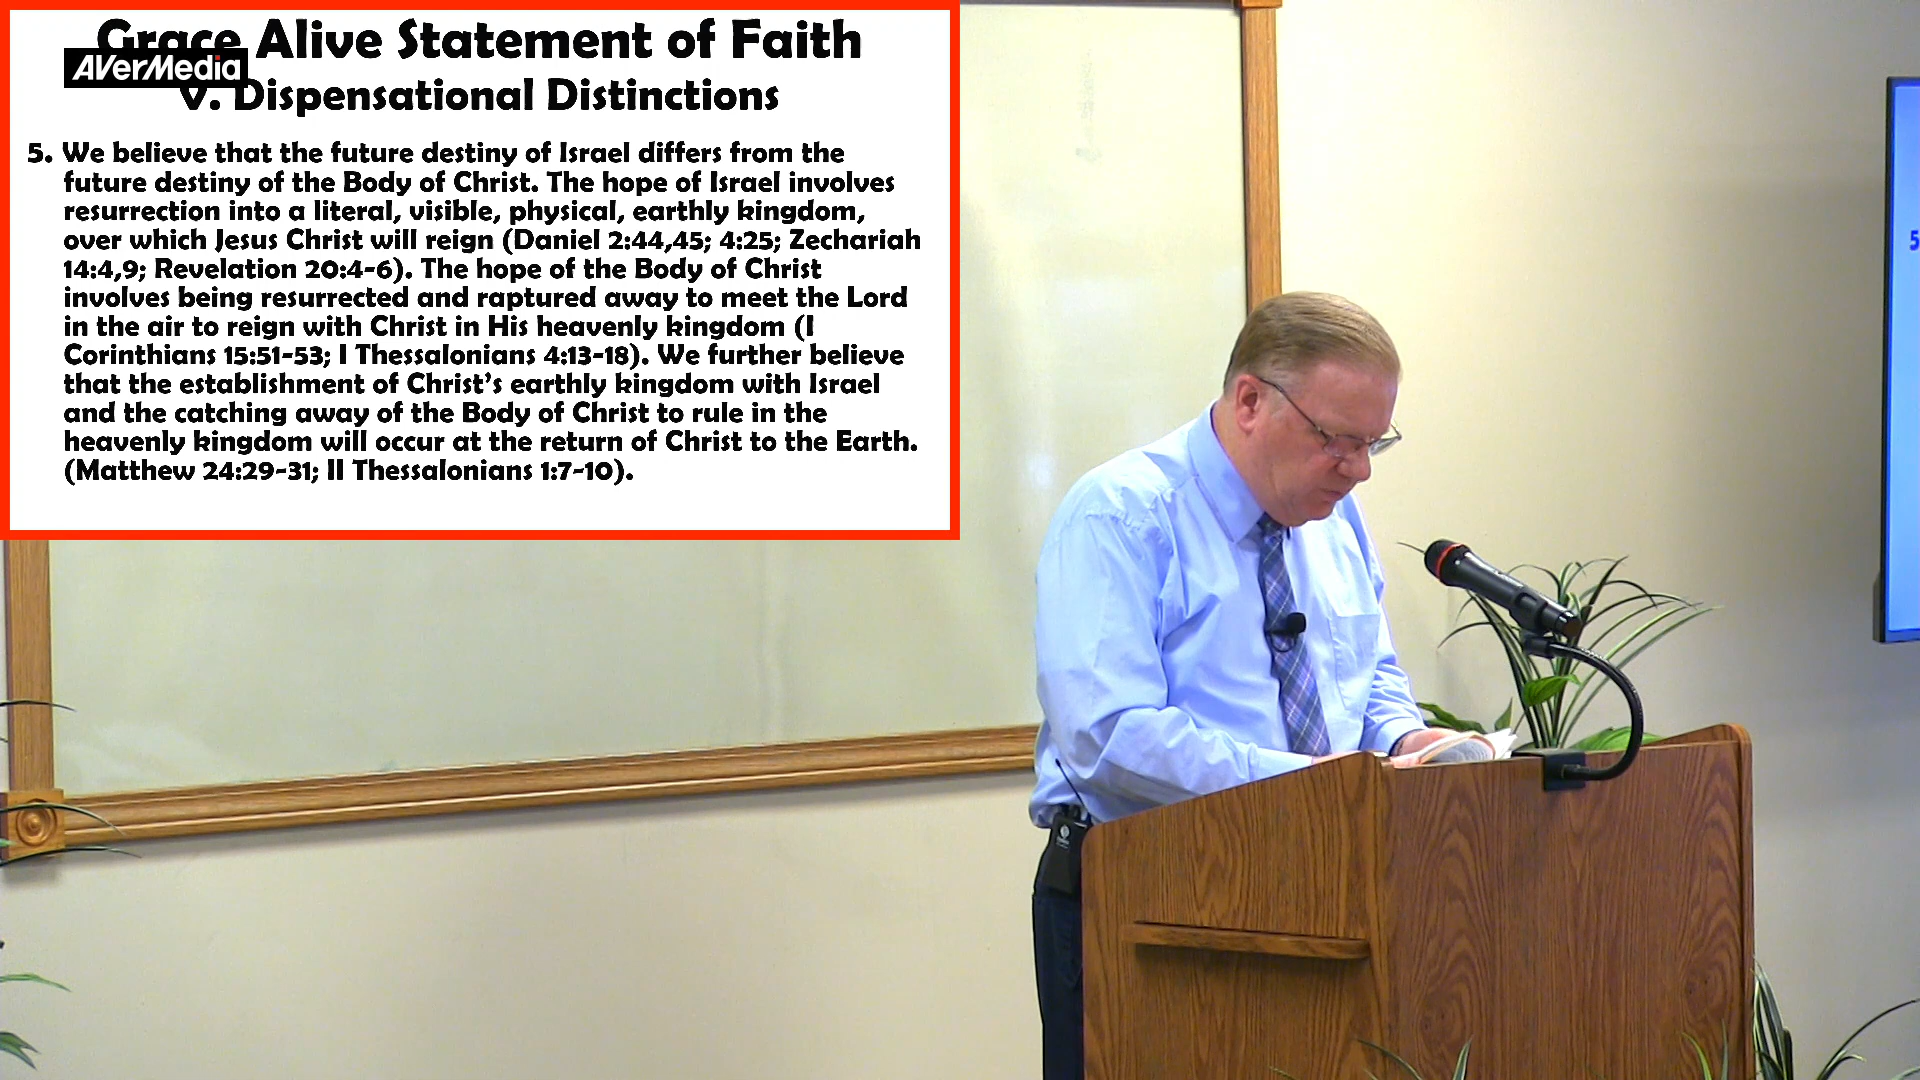 Grace Alive Statement of Faith
AVerMedia
V. Dispensational Distinctions
5. We believe that the future destiny of Israel differs from the
future destiny of the Body of Christ. The hope of Israel involves
resurrection into a literal, visible, physical, earthly kingdom,
over which Jesus Christ will reign (Daniel 2:44,45; 4:25; Zechariah
14:4,9; Revelation 20:4-6). The hope of the Body of Christ
involves being resurrected and raptured away to meet the Lord
in the air to reign with Christ in His heavenly kingdom (I
Corinthians 15:51-53; I Thessalonians 4:13-18). We further believe
that the establishment of Christ's earthly kingdom with Israel
and the catching away of the Body of Christ to rule in the
heavenly kingdom will occur at the return of Christ to the Earth.
(Matthew 24:29-31; II Thessalonians 1:7-10).
5